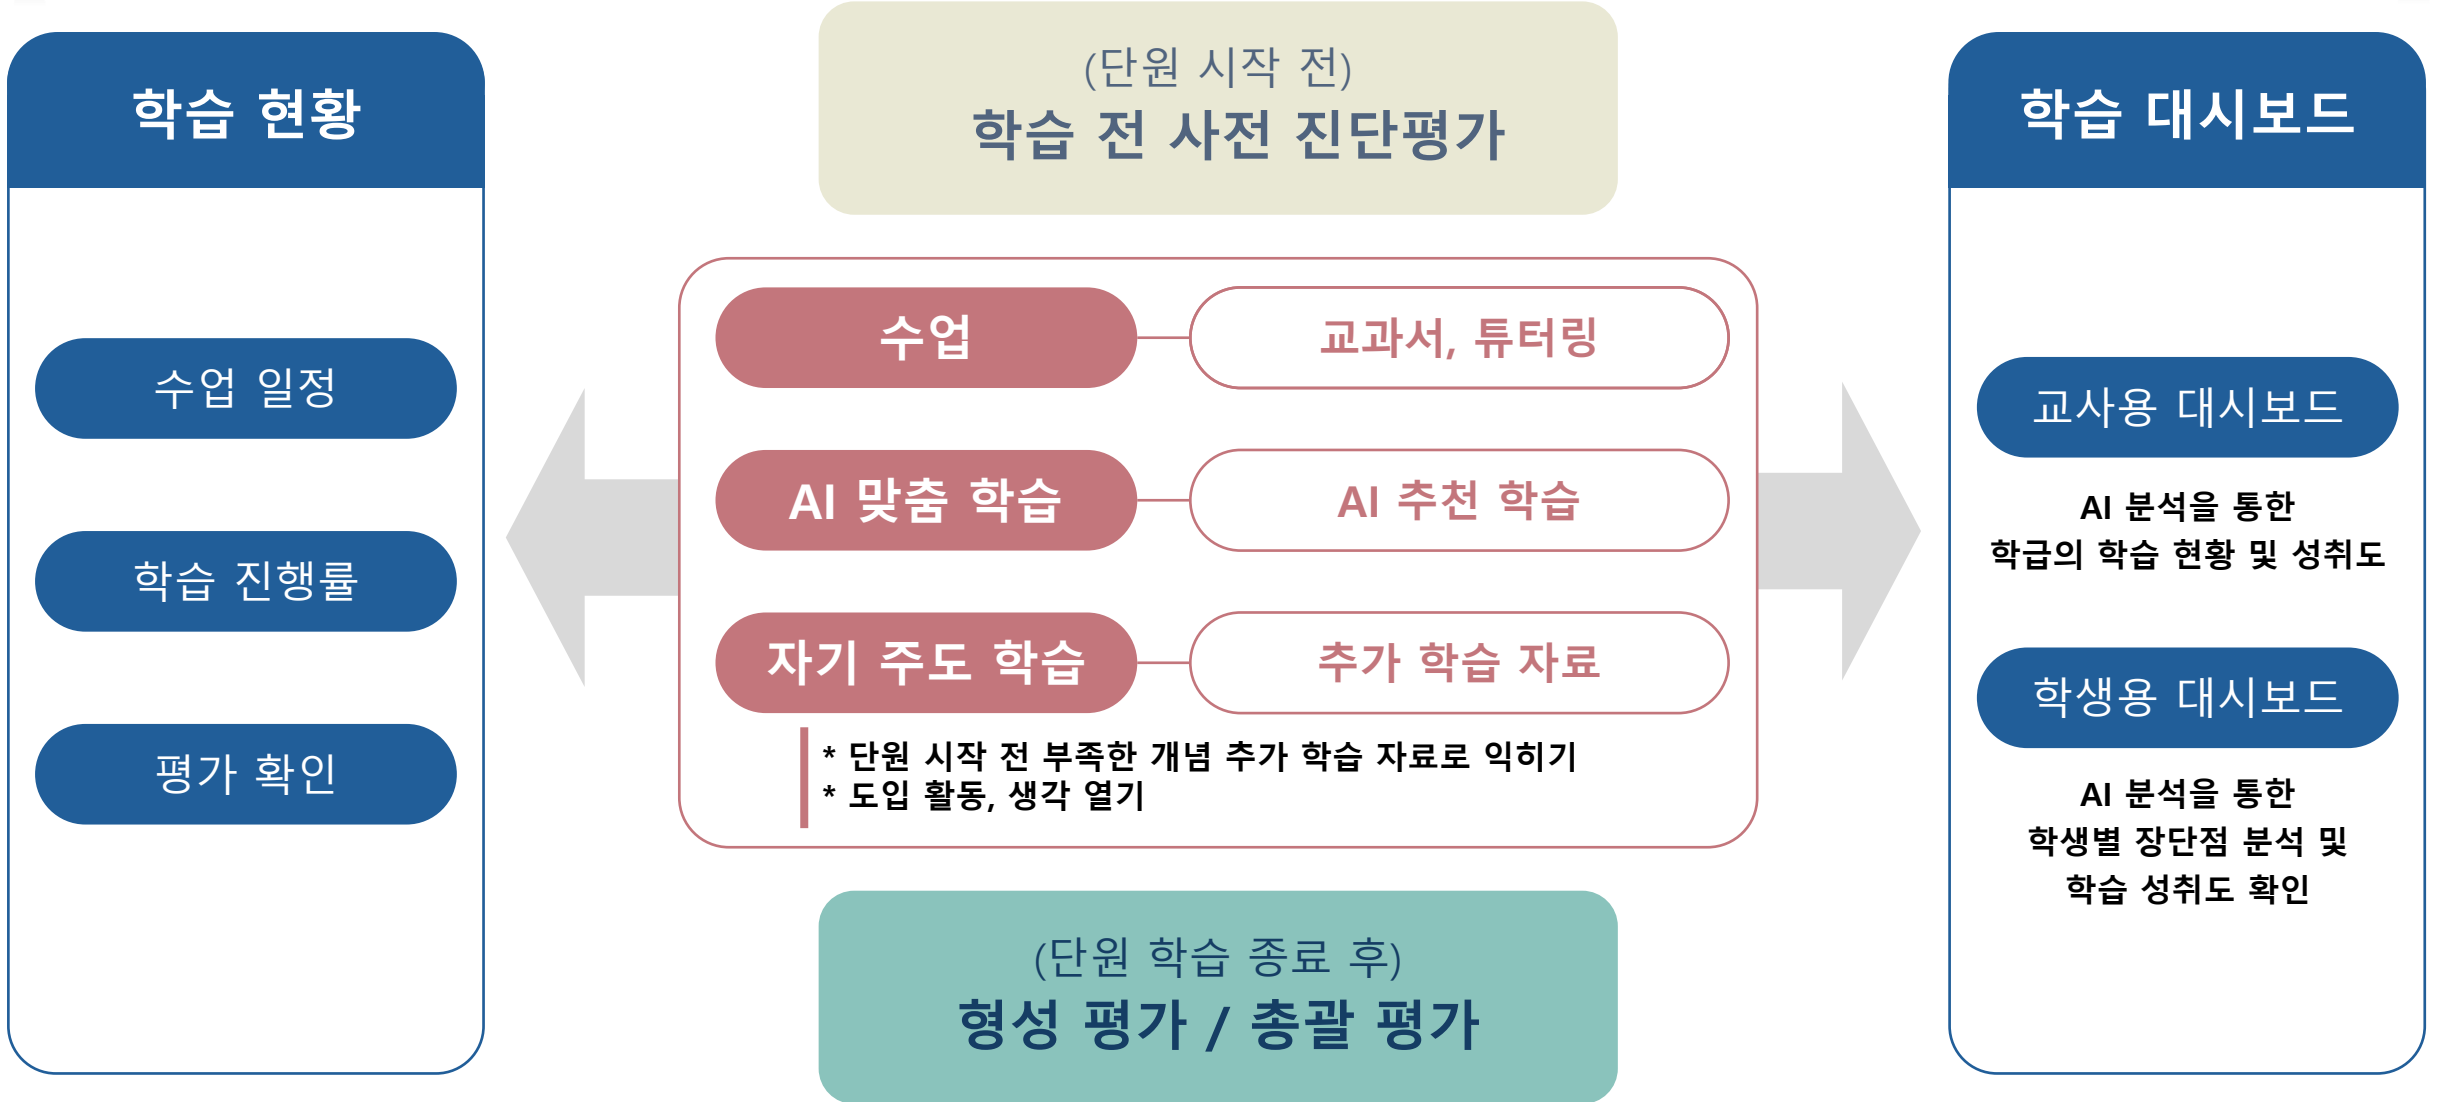 학습 현황
수업 일정
학습 진행률
평가 확인
(단원 시작 전)
학습 전 사전 진단평가
수업
교과서, 튜터링
AI 맞춤 학습
AI 추천 학습
자기 주도 학습
추가 학습 자료
* 단원 시작 전 부족한 개념 추가 학습 자료로 익히기
* 도입 활동, 생각 열기
(단원 학습 종료 후)
형성 평가 / 총괄 평가
학습 대시보드
교사용 대시보드
AI 분석을 통한
학급의 학습 현황 및 성취도
학생용 대시보드
AI 분석을 통한
학생별 장단점 분석 및
학습 성취도 확인